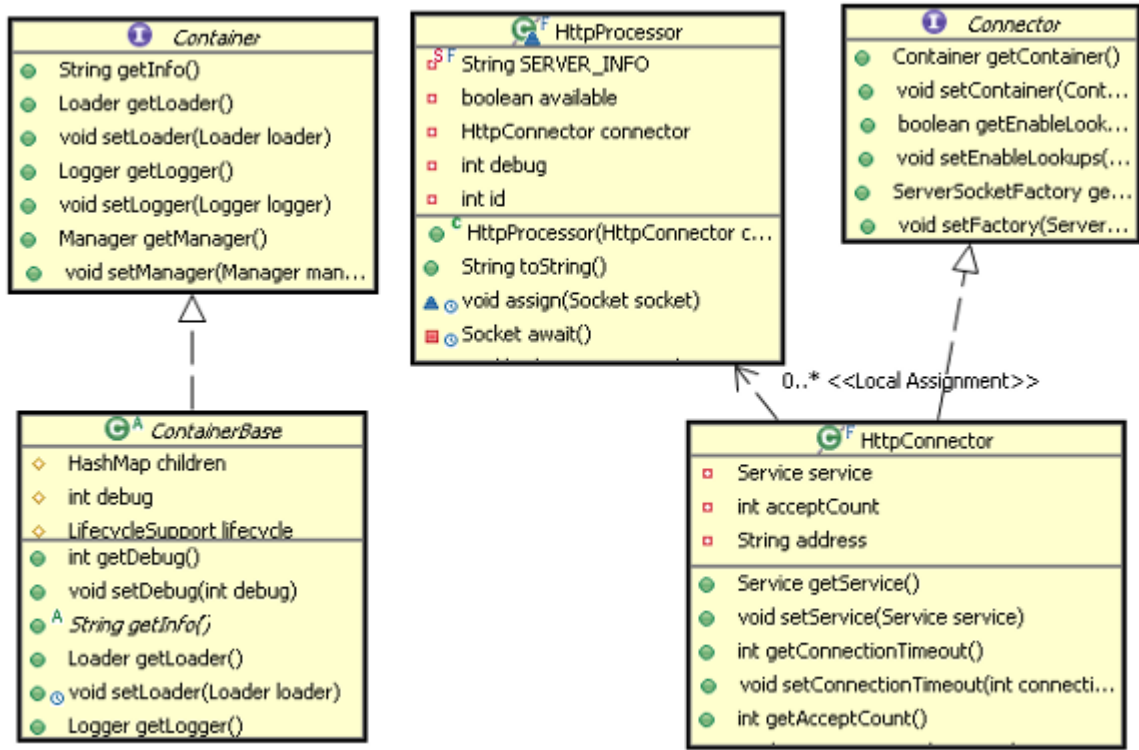 I Container
String getInfo()
Loader getLoader()
void setLoader(Loader loader)
Logger getLogger()
void setLogger(Logger logger)
Manager getManager()
void setManager(Manager man...
C F HttpProcessor
S F String SERVER_INFO
boolean available
HttpConnector connector
int debug
int id
C HttpProcessor(HttpConnector c...
String toString()
void assign(Socket socket)
Socket await()
I Connector
Container getContainer()
void setContainer(Cont...
boolean getEnableLook...
void setEnableLookups(...
ServerSocketFactory ge...
void setFactory(Server...
0..* <<Local Assignment>>
C A ContainerBase
HashMap children
int debug
LifecycleSupport lifecycle
int getDebug()
void setDebug(int debug)
A String getInfo()
Loader getLoader()
void setLoader(Loader loader)
Logger getLogger()
C F HttpConnector
Service service
int acceptCount
String address
Service getService()
void setService(Service service)
int getConnectionTimeout()
void setConnectionTimeout(int connecti...
int getAcceptCount()